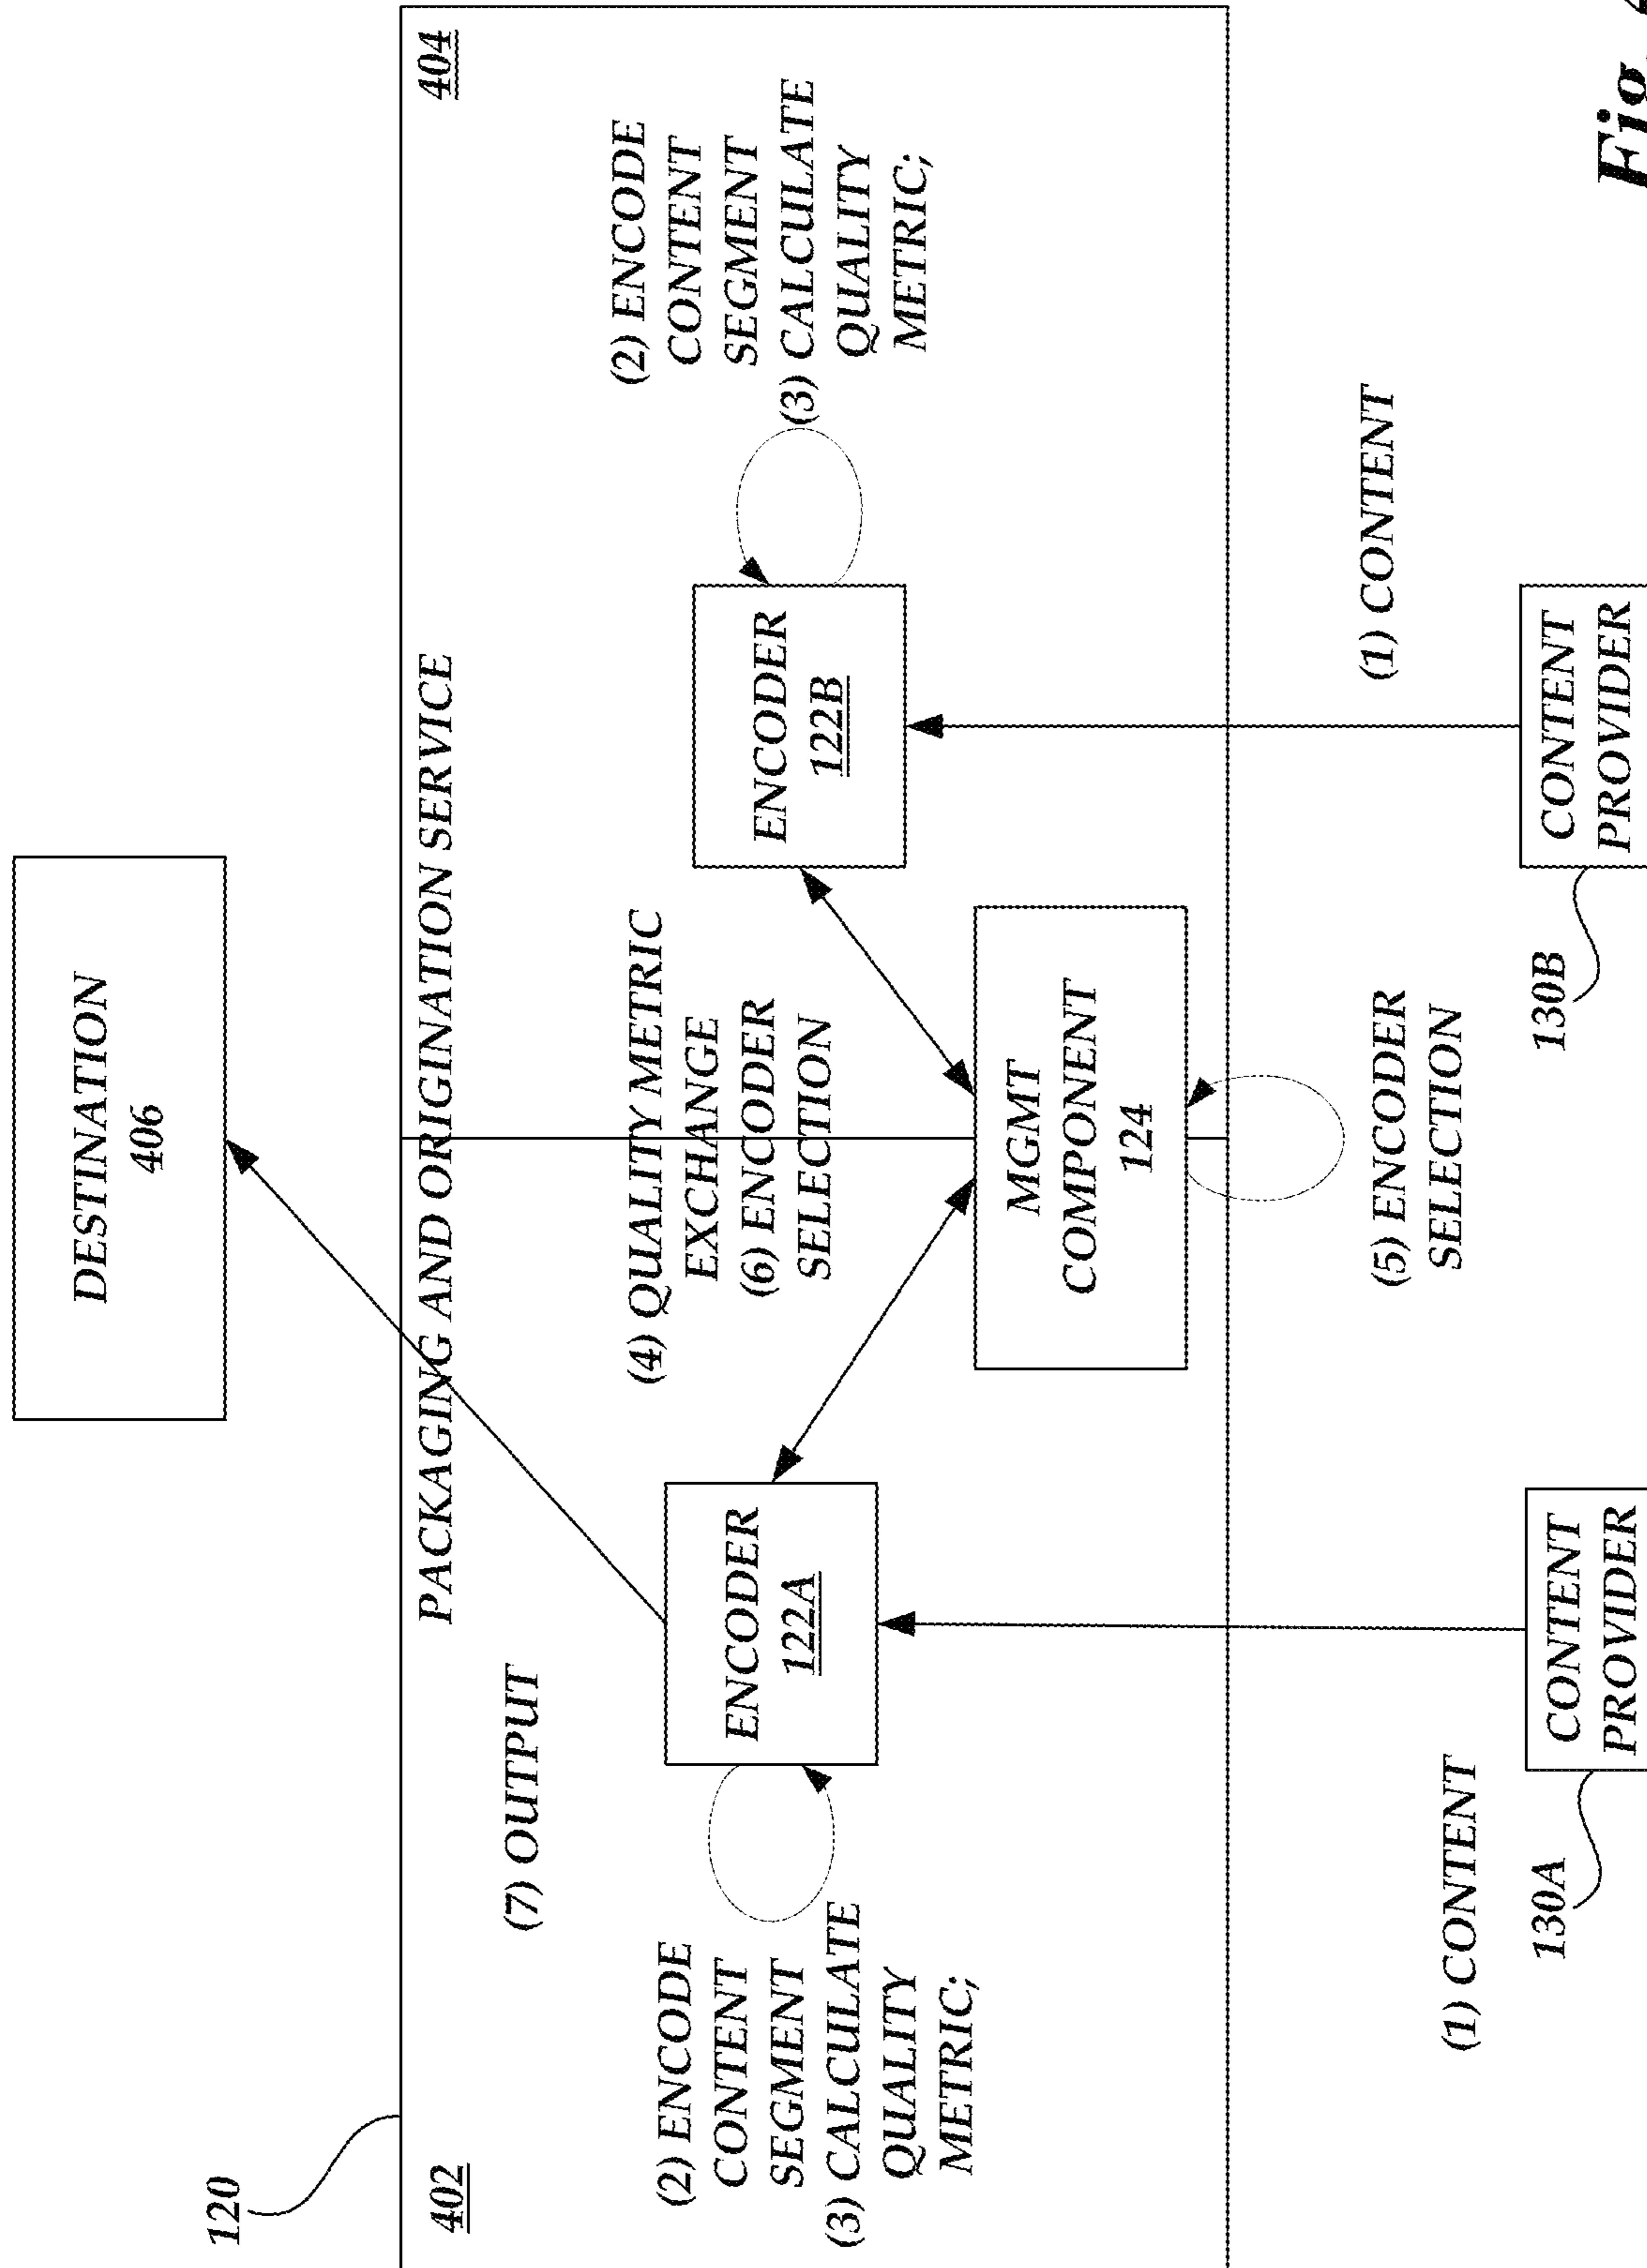 DESTINATION
406
120
PACKAGING AND ORIGINATION SERVICE
402
404
(7) OUTPUT
(2) ENCODE
CONTENT
SEGMENT
(3) CALCULATE
QUALITY
METRIC;
ENCODER
122A
(4) QUALITY METRIC
EXCHANGE
(6) ENCODER
SELECTION
ENCODER
122B
(2) ENCODE
CONTENT
SEGMENT
(3) CALCULATE
QUALITY
METRIC;
MGMT
COMPONENT
124
(5) ENCODER
SELECTION
(1) CONTENT
130A
CONTENT
PROVIDER
(1) CONTENT
130B
CONTENT
PROVIDER
Fig.